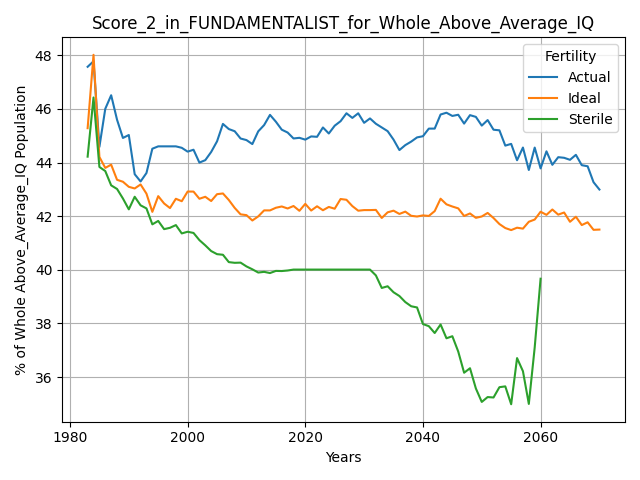 Score_2_in_FUNDAMENTALIST_for_Whole_Above_Average_IQ
% of Whole Above_Average_IQ Population
48
46
44
42
40
38
36
Fertility
Actual
Ideal
Sterile
1980
2000
2020
2040
2060
Years